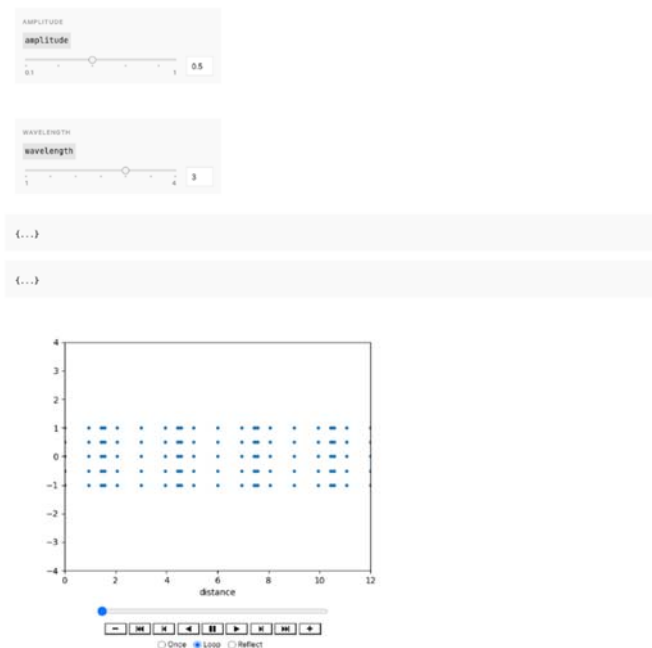 AMPLITUDE
amplitude
0.1 1 0.5
WAVELENGTH
wavelength
1 4 3
{...}
{...}
4
3
2
1
0
−1
−2
−3
−4
0 2 4 6 8 10 12
distance
Once Loop Reflect